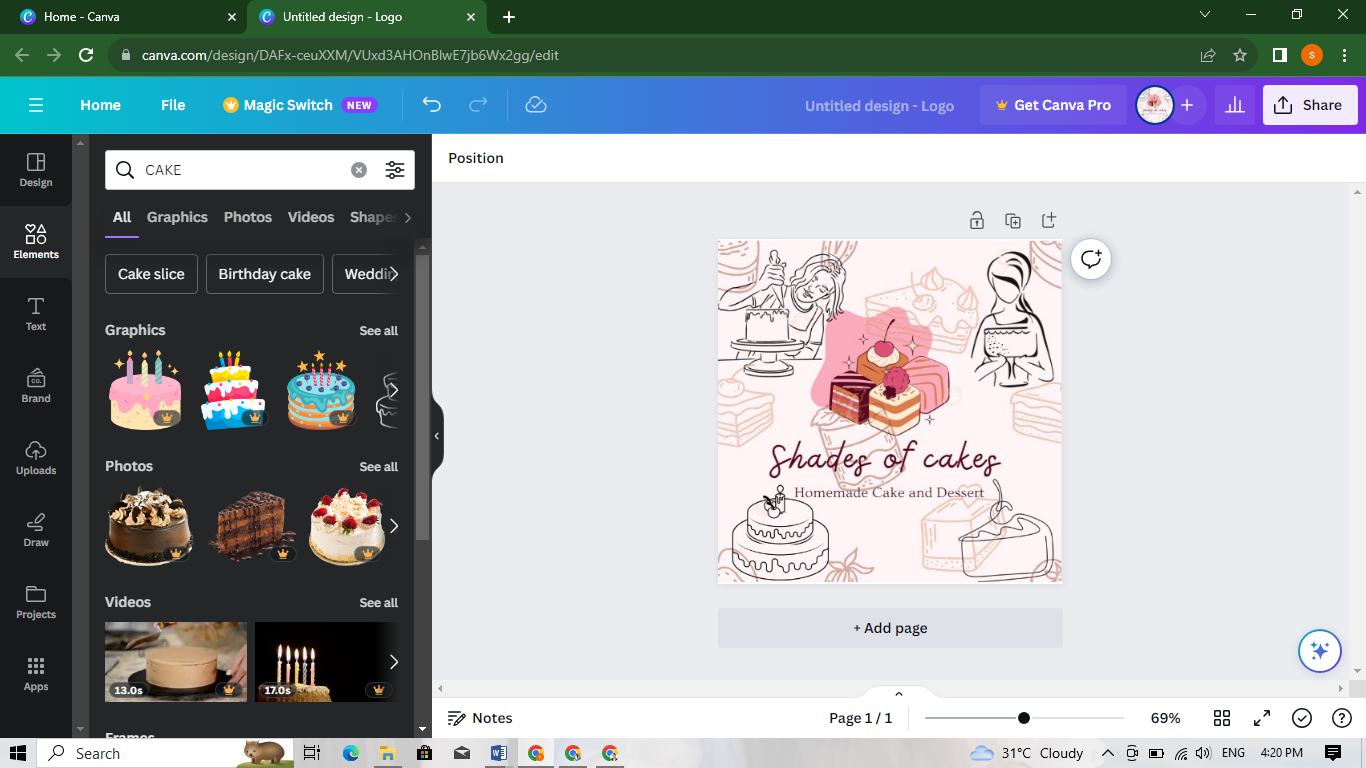 Home - Canva
Untitled design - Logo
canva.com/design/DAFx-ceuXXM/VUxd3AHOnBlwE7jb6Wx2gg/edit
S
Home File Magic Switch NEW
Untitled design - Logo Get Canva Pro Share
Design
Elements
Text
CO.
Brand
Uploads
Draw
Projects
Apps
CAKE
All Graphics Photos Videos Shape
Cake slice Birthday cake
Graphics See all
Photos See all
Videos See all
13.0s 17.0s
Frames
Position
Shades of cakes
Homemade Cake and Dessert
+ Add page
Notes Page 1 / 1 69%
Search 31°C Cloudy ENG 4:20 PM